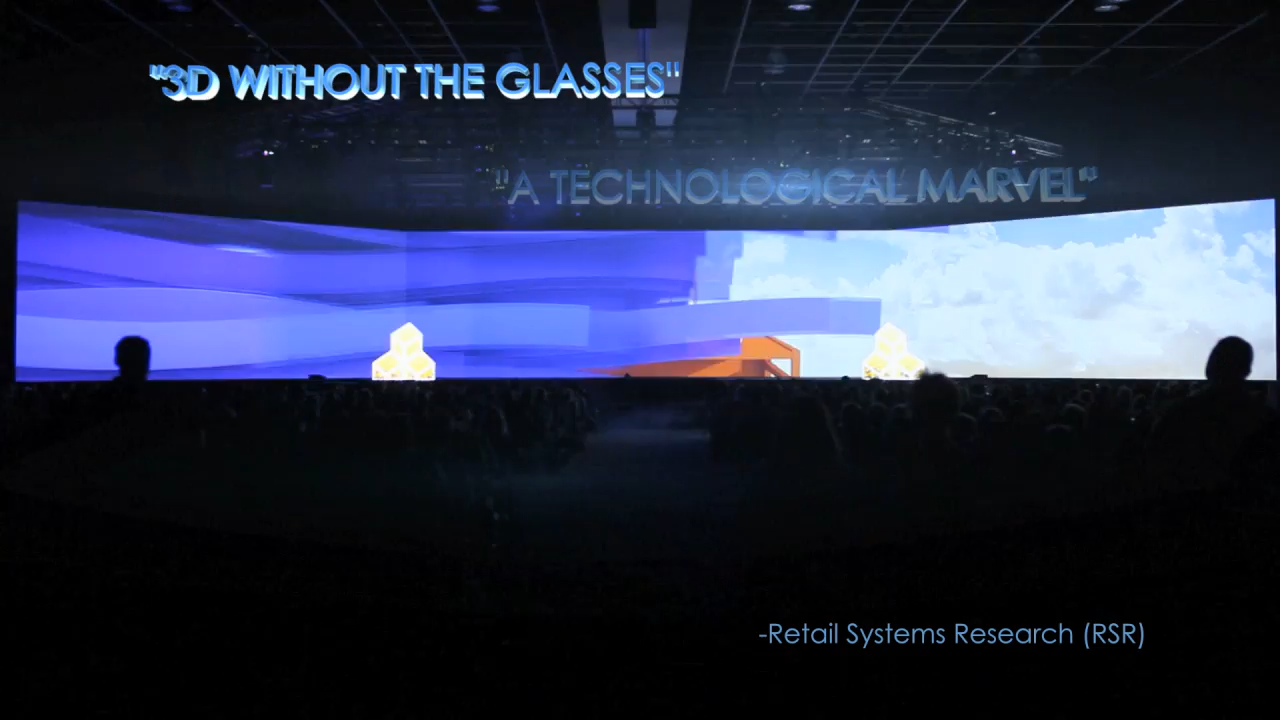 "3D WITHOUT THE GLASSES"
"A TECHNOLOGICAL MARVEL"
-Retail Systems Research (RSR)